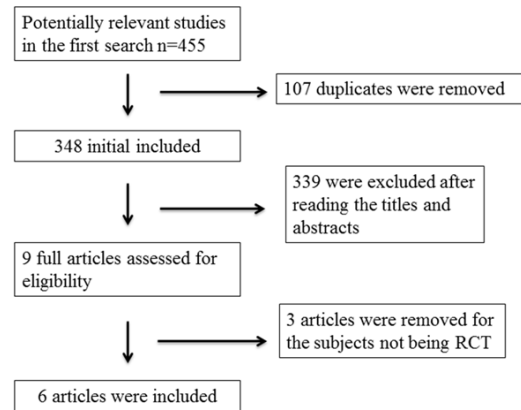 Potentially relevant studies
in the first search n=455
107 duplicates were removed
348 initial included
339 were excluded after
reading the titles and
abstracts
9 full articles assessed for
eligibility
3 articles were removed for
the subjects not being RCT
6 articles were included